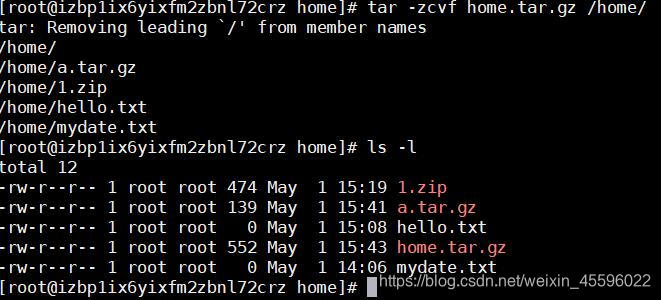 [root@izbp1ix6yixfm2zbnl72crz home]# tar -zcvf home.tar.gz /home/
tar: Removing leading `/' from member names
/home/
/home/a.tar.gz
/home/1.zip
/home/hello.txt
/home/mydate.txt
[root@izbp1ix6yixfm2zbnl72crz home]# ls -l
total 12
-rw-r--r-- 1 root root 474 May  1 15:19 1.zip
-rw-r--r-- 1 root root 139 May  1 15:41 a.tar.gz
-rw-r--r-- 1 root root   0 May  1 15:08 hello.txt
-rw-r--r-- 1 root root 552 May  1 15:43 home.tar.gz
-rw-r--r-- 1 root root   0 May  1 14:06 mydate.txt
[root@izbp1ix6yixfm2zbnl72crz home]#
https://blog.csdn.net/weixin_45596022